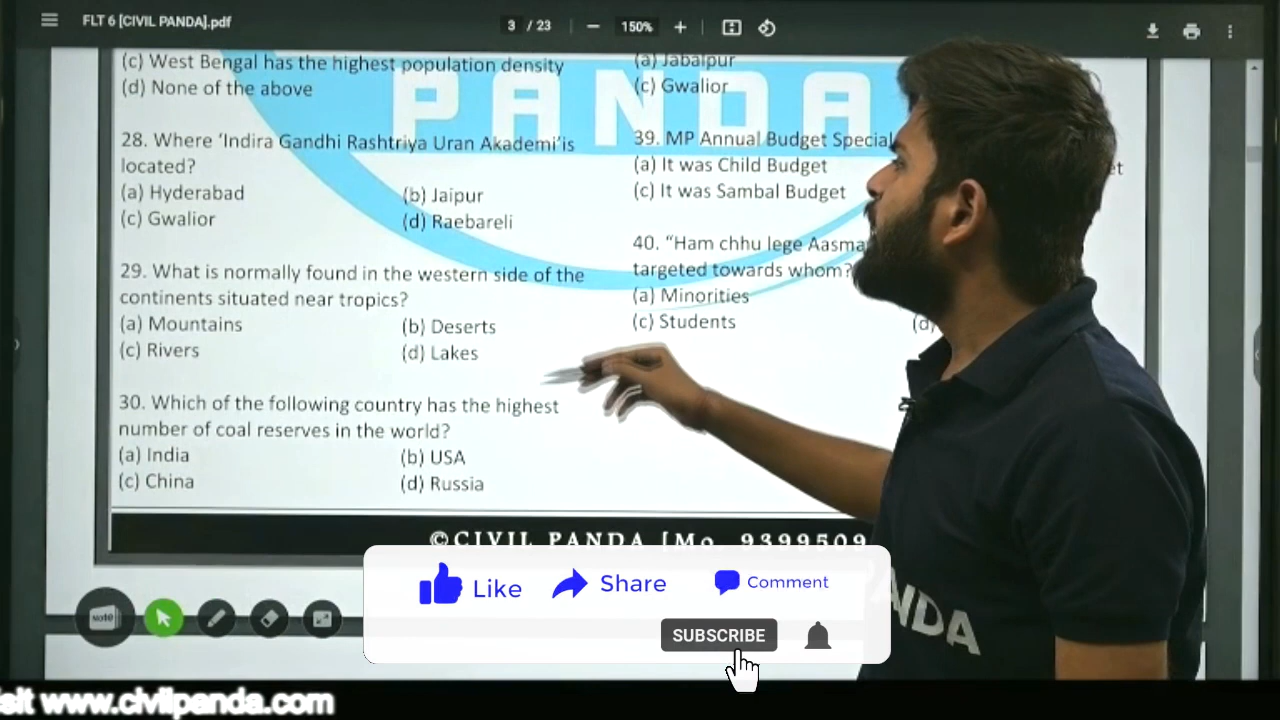 FLT 6 [CIVIL PANDA].pdf
3 / 23
150%
PANDA
(c) West Bengal has the highest population density
(d) None of the above
28. Where ‘Indira Gandhi Rashtriya Uran Akademi’is
located?
(a) Hyderabad (b) Jaipur
(c) Gwalior (d) Raebareli
29. What is normally found in the western side of the
continents situated near tropics?
(a) Mountains (b) Deserts
(c) Rivers (d) Lakes
30. Which of the following country has the highest
number of coal reserves in the world?
(a) India (b) USA
(c) China (d) Russia
(a) Jabalpur
(c) Gwalior
39. MP Annual Budget Special
(a) It was Child Budget
(c) It was Sambal Budget
40. “Ham chhu lege
targeted towards whom?
(a) Minorities
(c) Students (d)
©CIVIL PANDA [Mo. 9399509
Like Share Comment
SUBSCRIBE
NDA
www.civilpanda.com